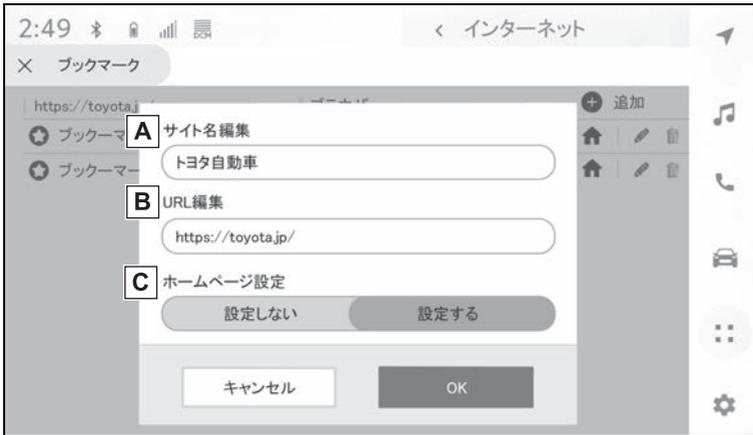 2:49 DCM
< インターネット
× ブックマーク
https://toyota.j
追加
ブックーマ
ブックーマー
A サイト名編集
トヨタ自動車
B URL編集
https://toyota.jp/
C ホームページ設定
設定しない 設定する
キャンセル OK